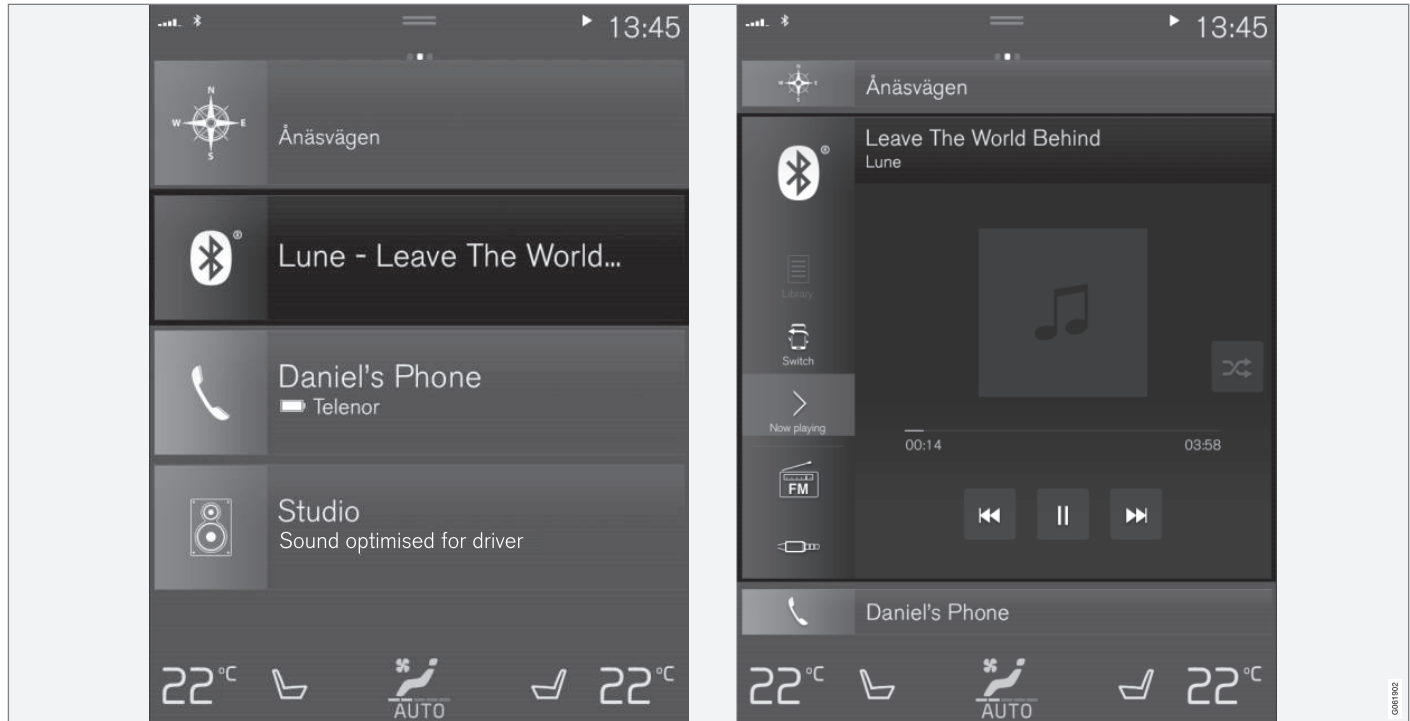 13:45
N
W E
S
Ånäsvägen
®
Lune - Leave The World...
Daniel's Phone
Telenor
Studio
Sound optimised for driver
22°C
AUTO
22°C
13:45
N
W E
Ånäsvägen
®
Leave The World Behind
Lune
Library
Switch
Now playing
00:14
03:58
FM
Daniel's Phone
22°C
AUTO
22°C
G061902